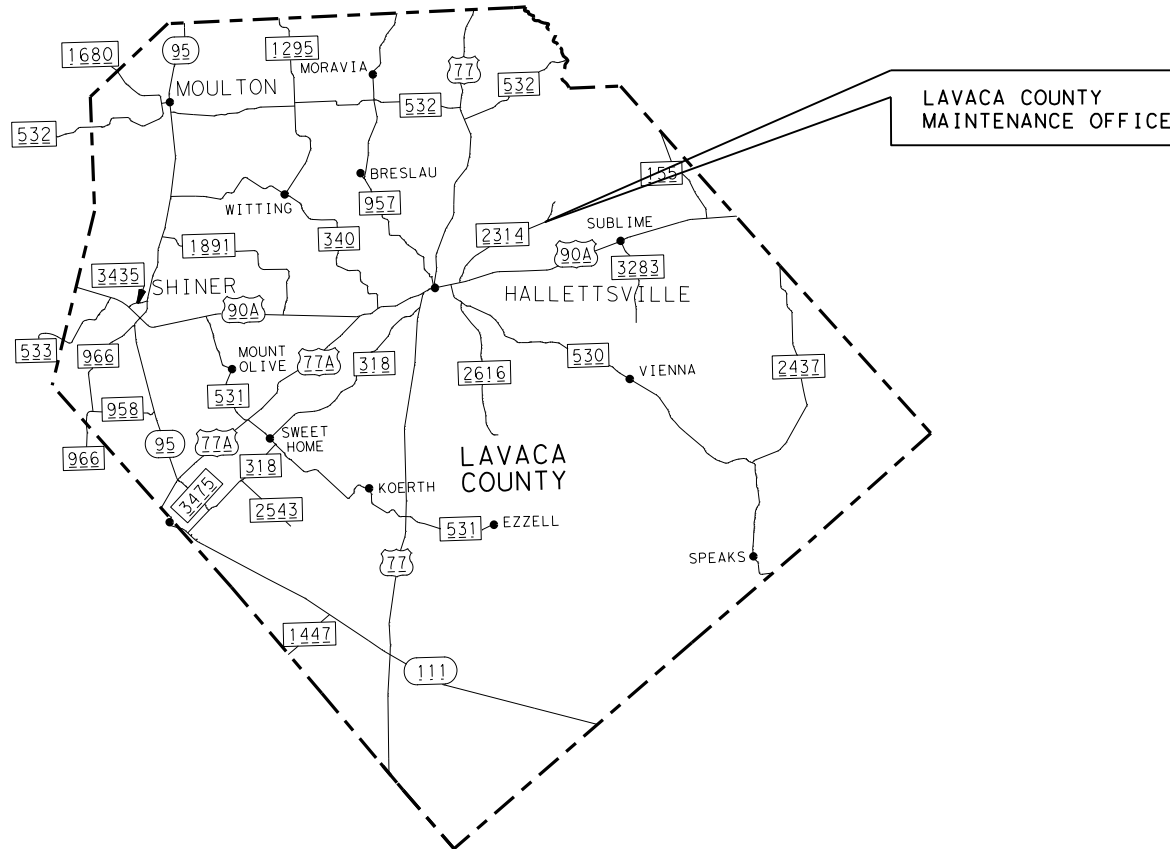 1680
95
1295
MORAVIA
77
532
MOULTON
532
532
LAVACA COUNTY
MAINTENANCE OFFICE
155
BRESLAU
WITTING
957
340
2314
SUBLIME
1891
90A
3283
3435
SHINER
HALLETTSVILLE
90A
533
966
MOUNT
OLIVE
77A
318
2616
530
VIENNA
2437
531
958
95
77A
SWEET
HOME
966
318
LAVACA
COUNTY
3475
2543
KOERTH
531
EZZELL
77
SPEAKS
1447
111